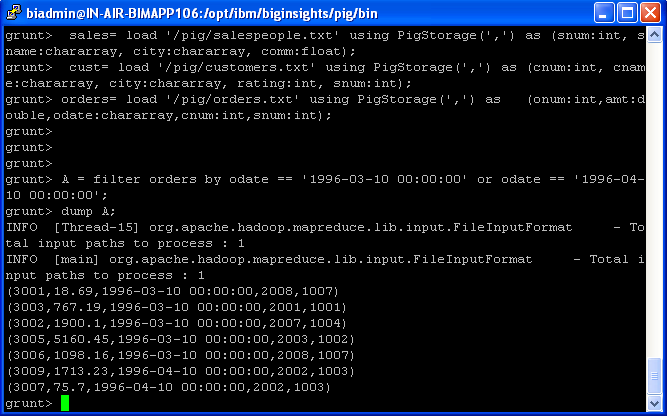 biadmin@IN-AIR-BIMAPP106:/opt/ibm/biginsights/pig/bin
grunt>  sales= load '/pig/salespeople.txt' using PigStorage(',') as (snum:int, s
name:chararray, city:chararray, comm:float);
grunt>  cust= load '/pig/customers.txt' using PigStorage(',') as (cnum:int, cnam
e:chararray, city:chararray, rating:int, snum:int);
grunt> orders= load '/pig/orders.txt' using PigStorage(',') as   (onum:int,amt:d
ouble,odate:chararray,cnum:int,snum:int);
grunt>
grunt>
grunt>
grunt> A = filter orders by odate == '1996-03-10 00:00:00' or odate == '1996-04-
10 00:00:00';
grunt> dump A;
INFO  [Thread-15] org.apache.hadoop.mapreduce.lib.input.FileInputFormat     - To
tal input paths to process : 1
INFO  [main] org.apache.hadoop.mapreduce.lib.input.FileInputFormat     - Total i
nput paths to process : 1
(3001,18.69,1996-03-10 00:00:00,2008,1007)
(3003,767.19,1996-03-10 00:00:00,2001,1001)
(3002,1900.1,1996-03-10 00:00:00,2007,1004)
(3005,5160.45,1996-03-10 00:00:00,2003,1002)
(3006,1098.16,1996-03-10 00:00:00,2008,1007)
(3009,1713.23,1996-04-10 00:00:00,2002,1003)
(3007,75.7,1996-04-10 00:00:00,2002,1003)
grunt>